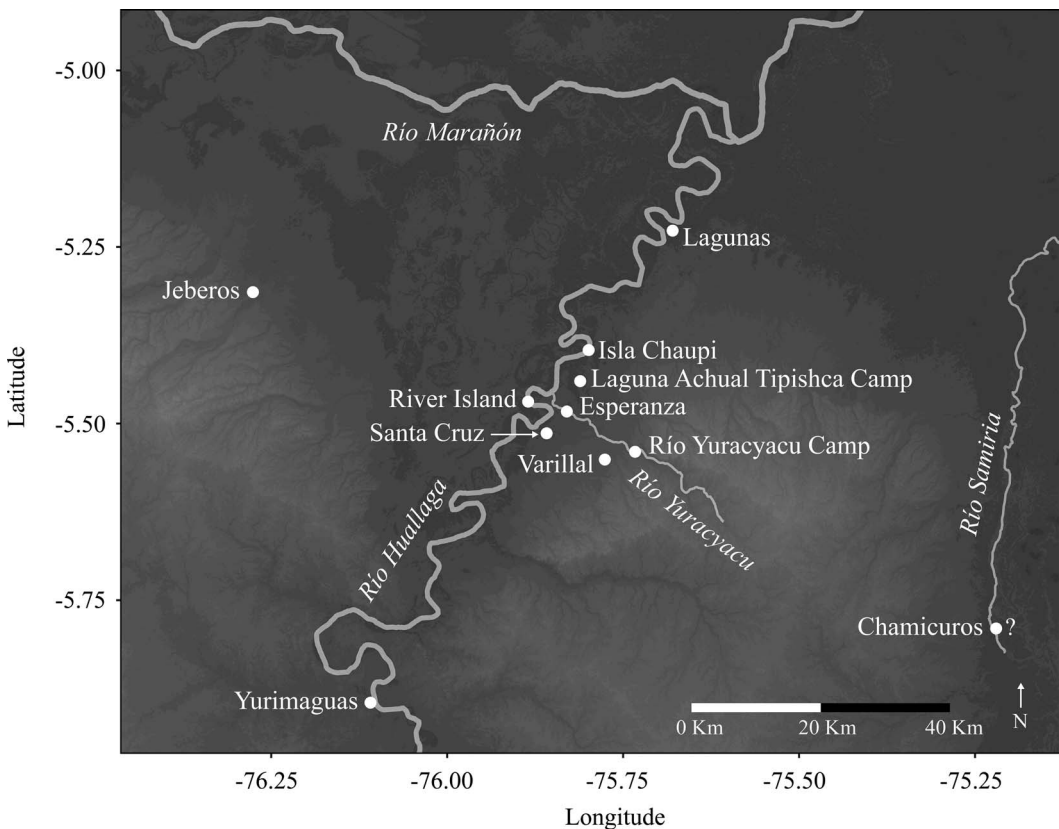 -5.00
Río Marañón
Lagunas
-5.25
Jeberos
Isla Chaupi
Laguna Achual Tipishca Camp
River Island
Esperanza
Latitude
-5.50
Santa Cruz
Río Yuracyacu Camp
Varillal
Río Yuracyacu
Río Samiria
Río Huallaga
-5.75
Chamicuros
?
Yurimaguas
0 Km
20 Km
40 Km
N
-76.25
-76.00
-75.75
-75.50
-75.25
Longitude